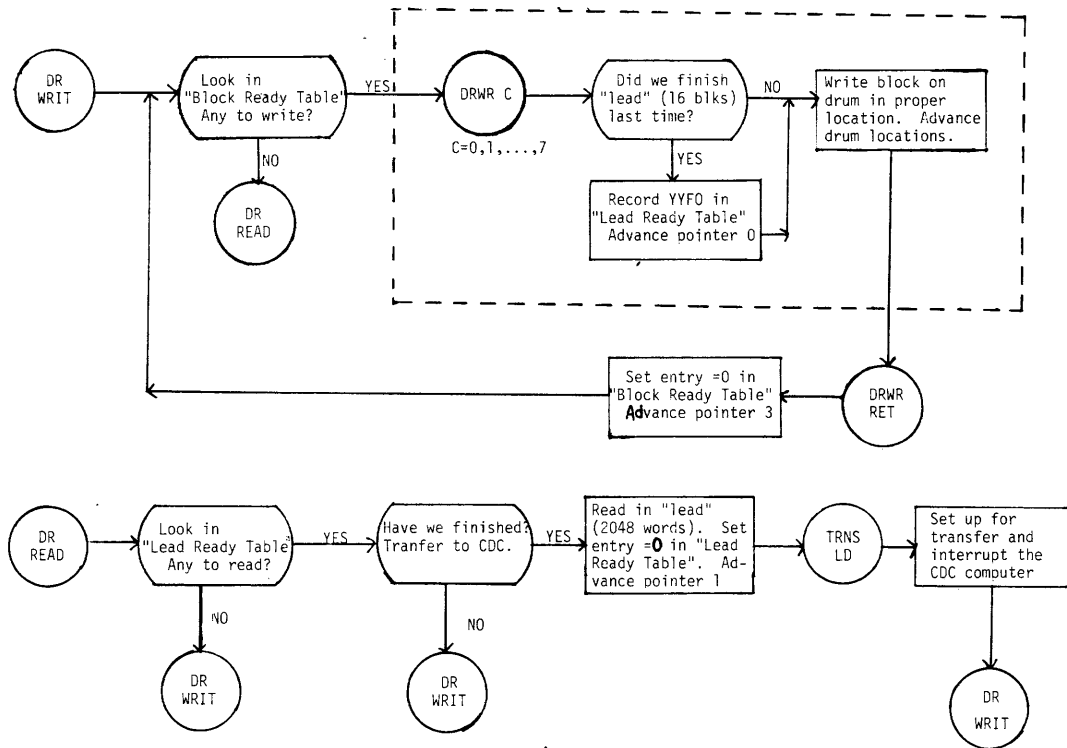 DR
WRIT
Look in
"Block Ready Table"
Any to write?
YES
NO
DR
READ
DRWR C
C=0,1,...,7
Did we finish
"lead" (16 blks)
last time?
NO
YES
Record YYFO in
"Lead Ready Table"
Advance pointer 0
Write block on
drum in proper
location. Advance
drum locations.
DRWR
RET
Set entry =0 in
"Block Ready Table"
Advance pointer 3
DR
READ
Look in
"Lead Ready Table"
Any to read?
YES
NO
DR
WRIT
Have we finished?
Tranfer to CDC.
YES
NO
DR
WRIT
Read in "lead"
(2048 words). Set
entry =0 in "Lead
Ready Table". Ad-
vance pointer 1
TRNS
LD
Set up for
transfer and
interrupt the
CDC computer
DR
WRIT